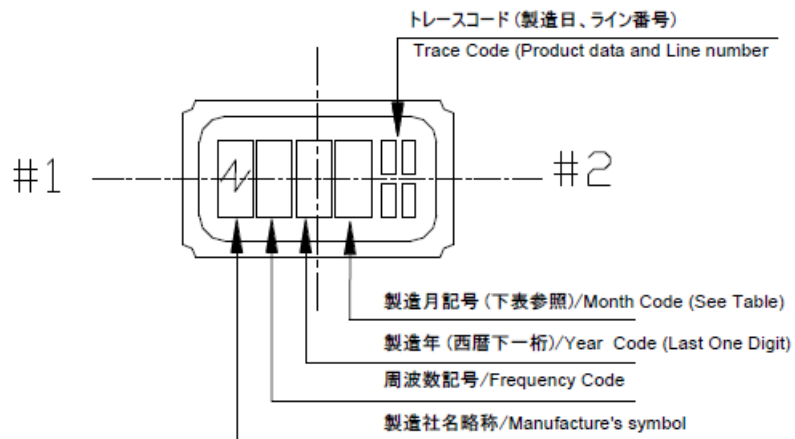 トレースコード (製造日、ライン番号)
Trace Code (Product data and Line number
#1
#2
製造月記号 (下表参照)/Month Code (See Table)
製造年 (西暦下一桁)/Year Code (Last One Digit)
周波数記号/Frequency Code
製造社名略称/Manufacture's symbol